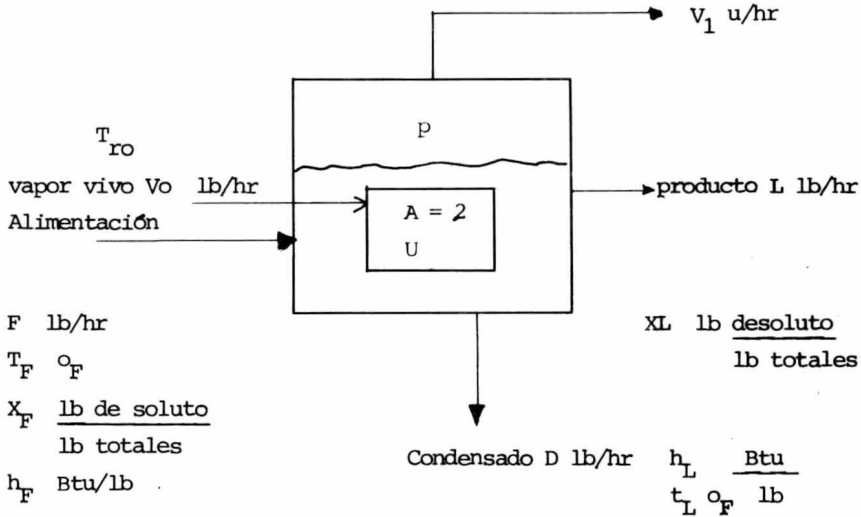 V1 u/hr
p
Tro
vapor vivo Vo lb/hr
producto L lb/hr
Alimentación
A = 2
U
F lb/hr
TF oF
XF lb de soluto
lb totales
hF Btu/lb
XL lb desoluto
lb totales
Condensado D lb/hr hL Btu
tL oF lb